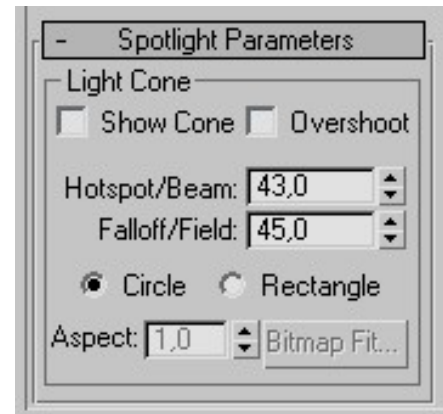 - Spotlight Parameters
Light Cone
Show Cone Overshoot
Hotspot/Beam: 43,0
Falloff/Field: 45,0
Circle Rectangle
Aspect: 1,0 Bitmap Fit...